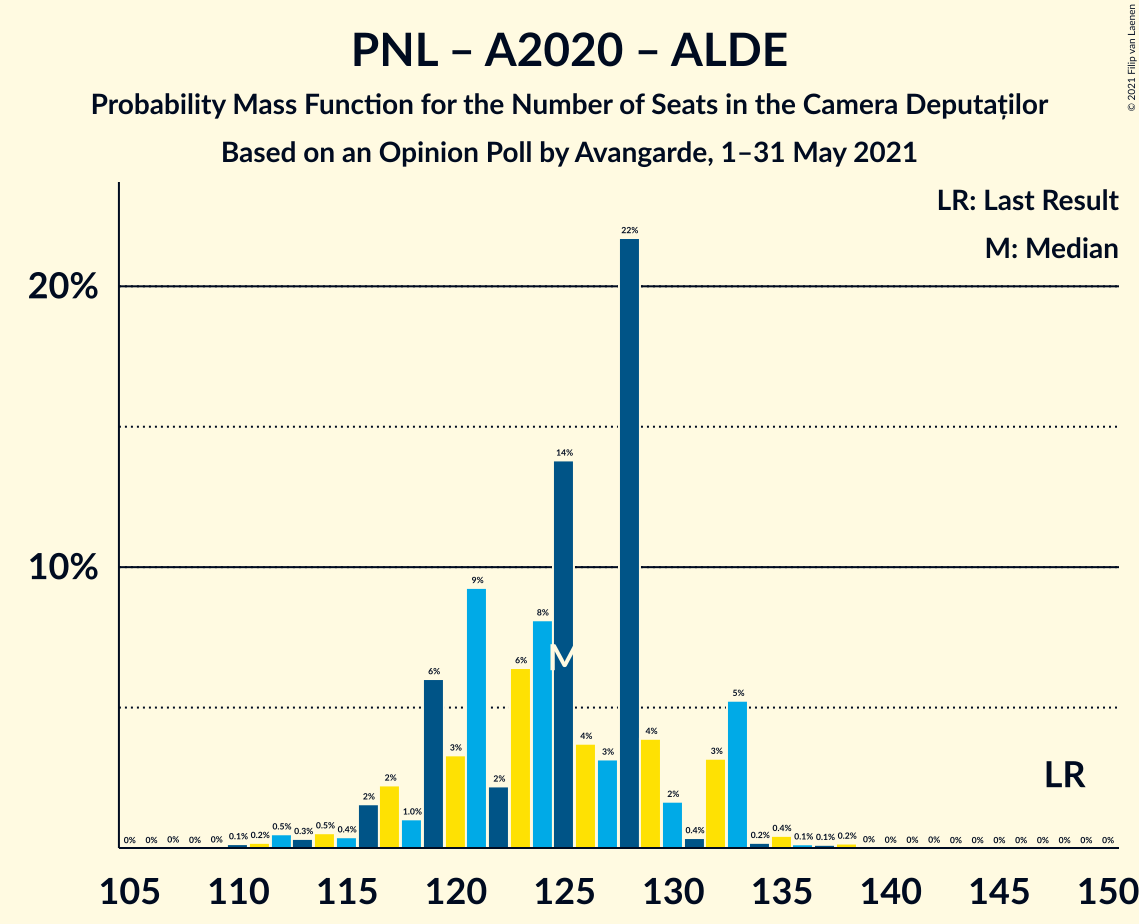 PNL – A2020 – ALDE
Probability Mass Function for the Number of Seats in the Camera Deputaților
Based on an Opinion Poll by Avangarde, 1–31 May 2021
© 2021 Filip van Laenen
LR: Last Result
M: Median
20%
10%
0% 0% 0% 0% 0% 0.1% 0.2% 0.5% 0.3% 0.5% 0.4% 2% 2% 1.0% 6% 3% 9% 2% 6% 8% 14% 4% 3% 22% 4% 2% 0.4% 3% 5% 0.2% 0.4% 0.1% 0.1% 0.2% 0% 0% 0% 0% 0% 0% 0% 0% 0% 0% 0% 0%
M
LR
105 110 115 120 125 130 135 140 145 150